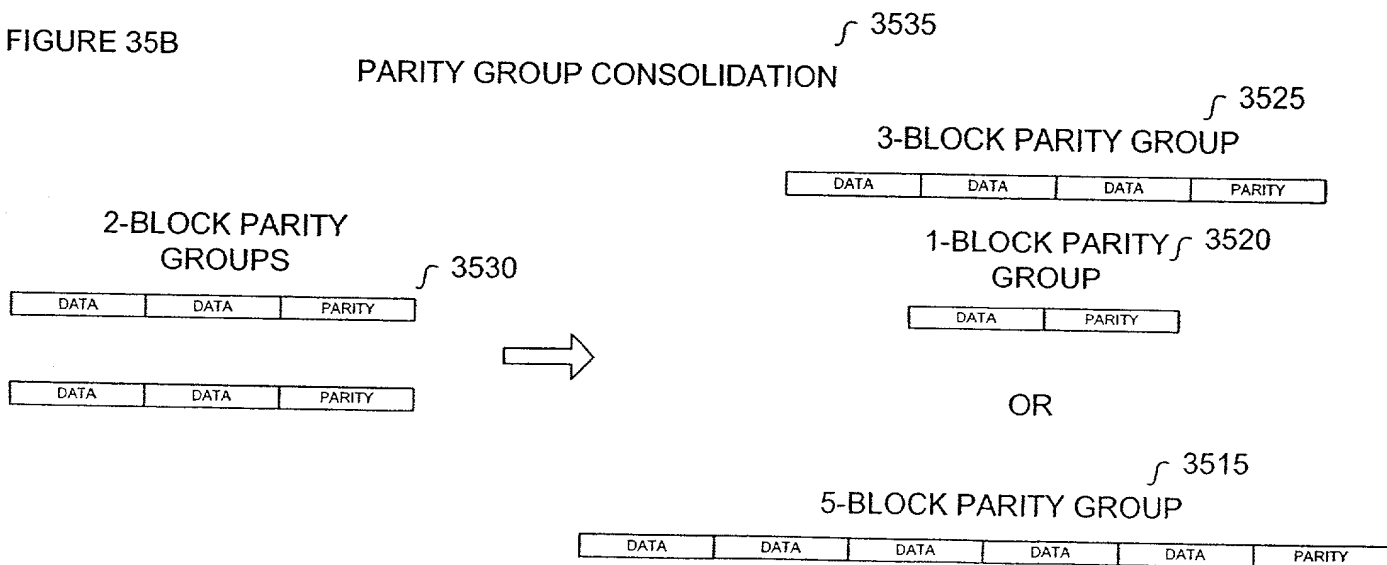 FIGURE 35B
3535
PARITY GROUP CONSOLIDATION
3525
3-BLOCK PARITY GROUP
DATA DATA DATA PARITY
2-BLOCK PARITY
GROUPS
3530
DATA DATA PARITY
DATA DATA PARITY
1-BLOCK PARITY 3520
GROUP
DATA PARITY
OR
3515
5-BLOCK PARITY GROUP
DATA DATA DATA DATA DATA PARITY